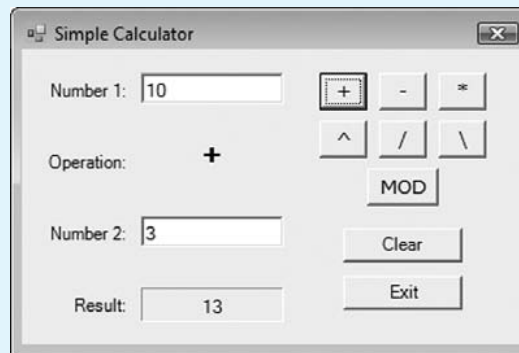 Simple Calculator
Number 1: 10
+ - *
^ / \
Operation: +
MOD
Number 2: 3
Clear
Exit
Result: 13